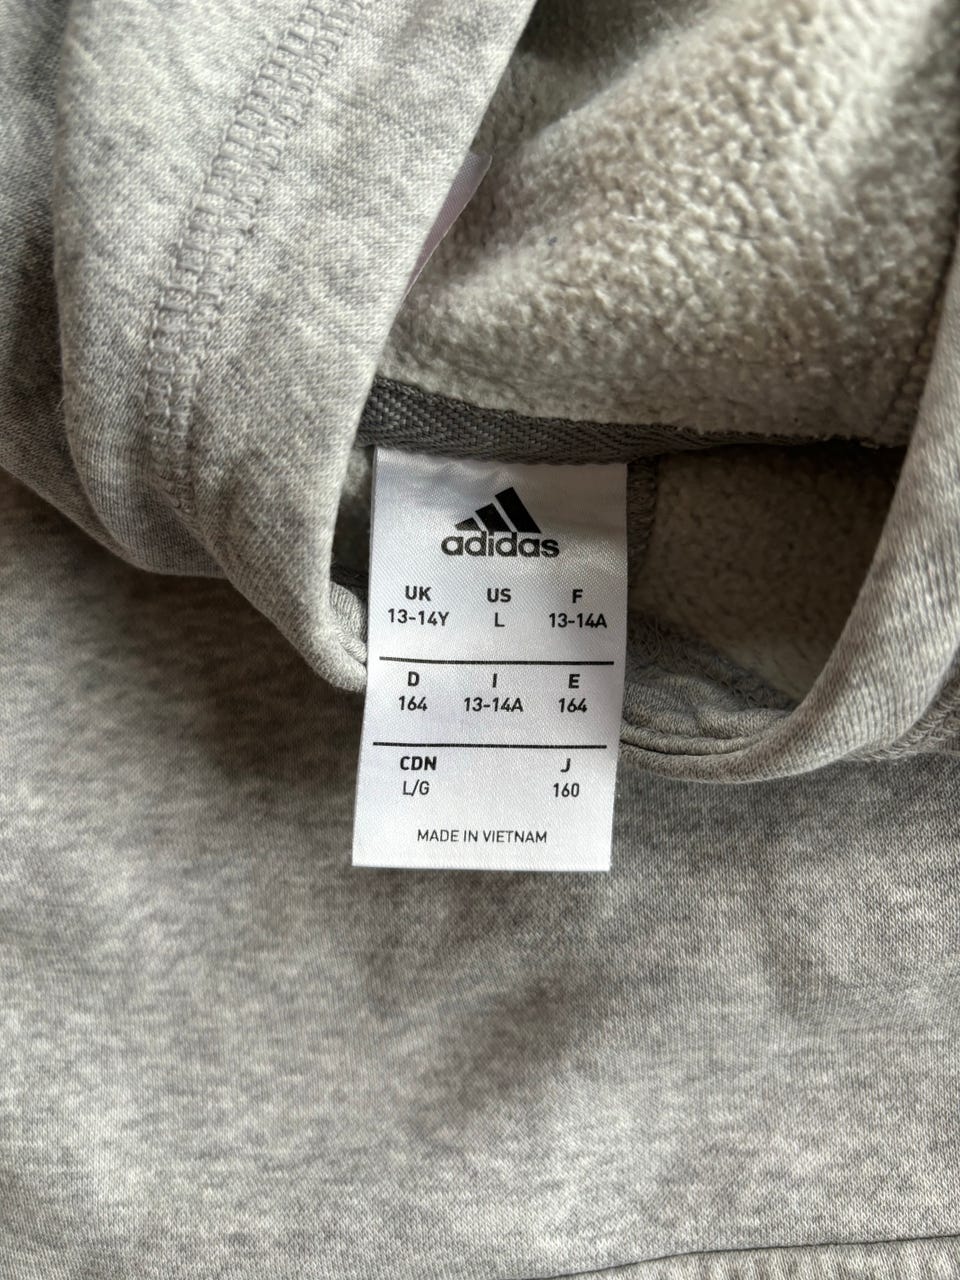 adidas
UK US F
13-14Y L 13-14A
D I E
164 13-14A 164
CDN J
L/G 160
MADE IN VIETNAM